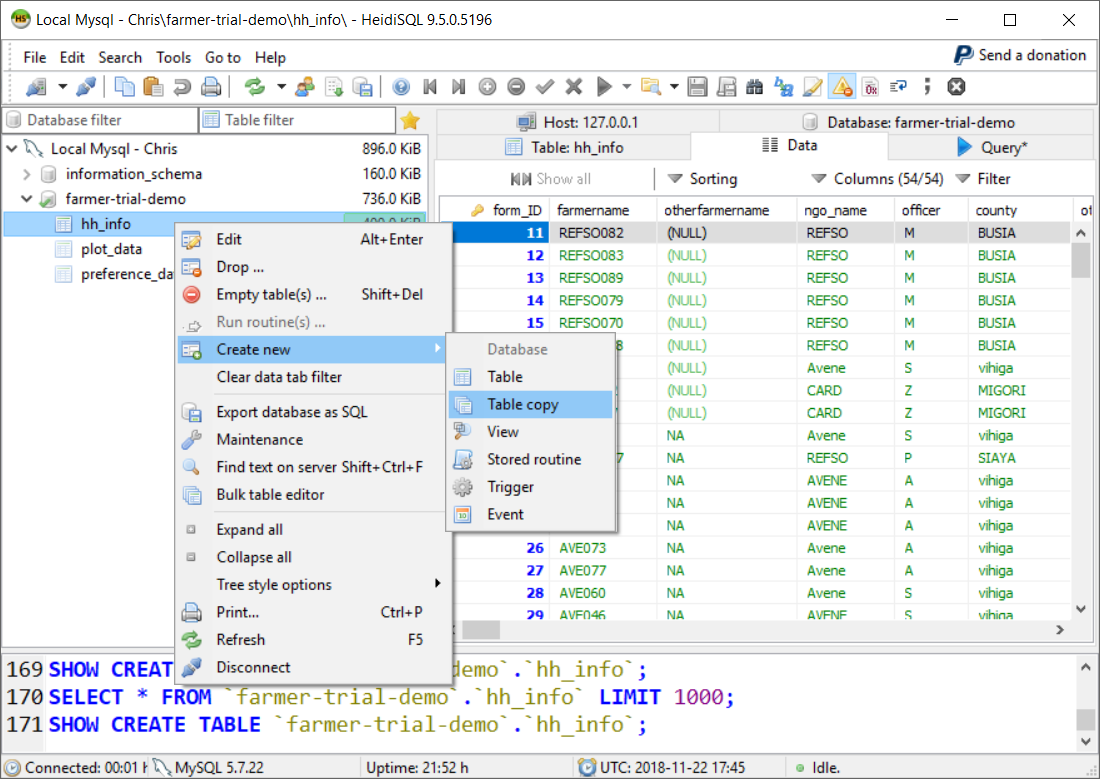 Local Mysql - Chris\farmer-trial-demo\hh_info\ - HeidiSQL 9.5.0.5196
File Edit Search Tools Go to Help
Send a donation
Database filter
Table filter
Host: 127.0.0.1
Database: farmer-trial-demo
Table: hh_info
Data
Query*
Local Mysql - Chris 896.0 KiB
information_schema 160.0 KiB
farmer-trial-demo 736.0 KiB
hh_info
plot_data
Show all
Sorting
Columns (54/54)
Filter
form_ID farmername otherfarmername ngo_name officer county
11 REFSO082 (NULL) REFSO M BUSIA
12 REFSO083 (NULL) REFSO M BUSIA
13 REFSO089 (NULL) REFSO M BUSIA
14 REFSO079 (NULL) REFSO M BUSIA
15 REFSO070 (NULL) REFSO M BUSIA
(NULL) REFSO M BUSIA
(NULL) Avene S vihiga
(NULL) CARD Z MIGORI
(NULL) CARD Z MIGORI
NA Avene S vihiga
NA REFSO P SIAYA
NA AVENE A vihiga
NA AVENE A vihiga
NA AVENE A vihiga
26 AVE073 NA Avene A vihiga
27 AVE077 NA Avene A vihiga
28 AVE060 NA Avene S vihiga
29 AVE046 NA AVENE S vihiga
Edit Alt+Enter
Drop ...
Empty table(s) ... Shift+Del
Run routine(s) ...
Create new
Clear data tab filter
Export database as SQL
Maintenance
Find text on server Shift+Ctrl+F
Bulk table editor
Expand all
Collapse all
Tree style options
Print... Ctrl+P
Refresh F5
Disconnect
Database
Table
Table copy
View
Stored routine
Trigger
Event
169 SHOW CREAT demo`.`hh_info`;
170 SELECT * FROM `farmer-trial-demo`.`hh_info` LIMIT 1000;
171 SHOW CREATE TABLE `farmer-trial-demo`.`hh_info`;
Connected: 00:01 h
MySQL 5.7.22
Uptime: 21:52 h
UTC: 2018-11-22 17:45
Idle.